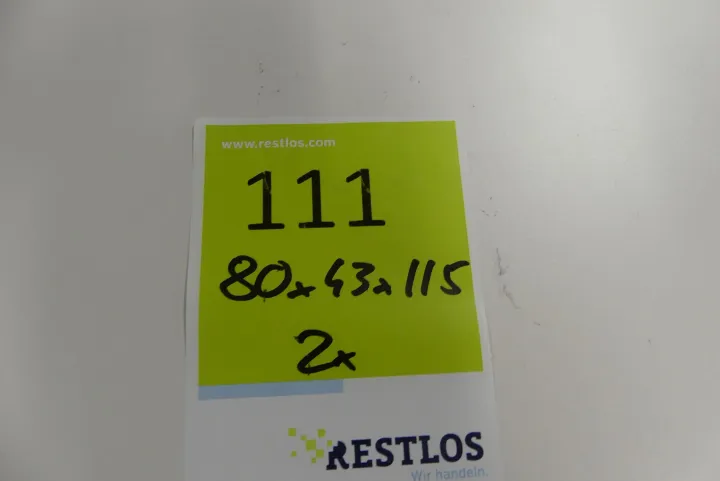 www.restlos.com
111
80x43x115
2x
RESTLOS
Wir handeln.